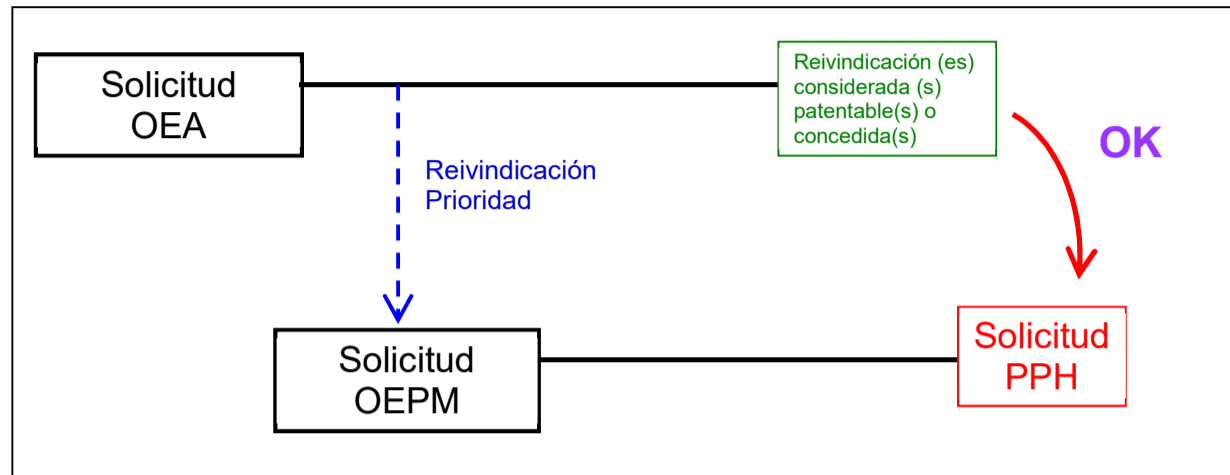 Solicitud
OEA
Reivindicación (es)
considerada (s)
patentable(s) o
concedida(s)
OK
Reivindicación
Prioridad
Solicitud
OEPM
Solicitud
PPH